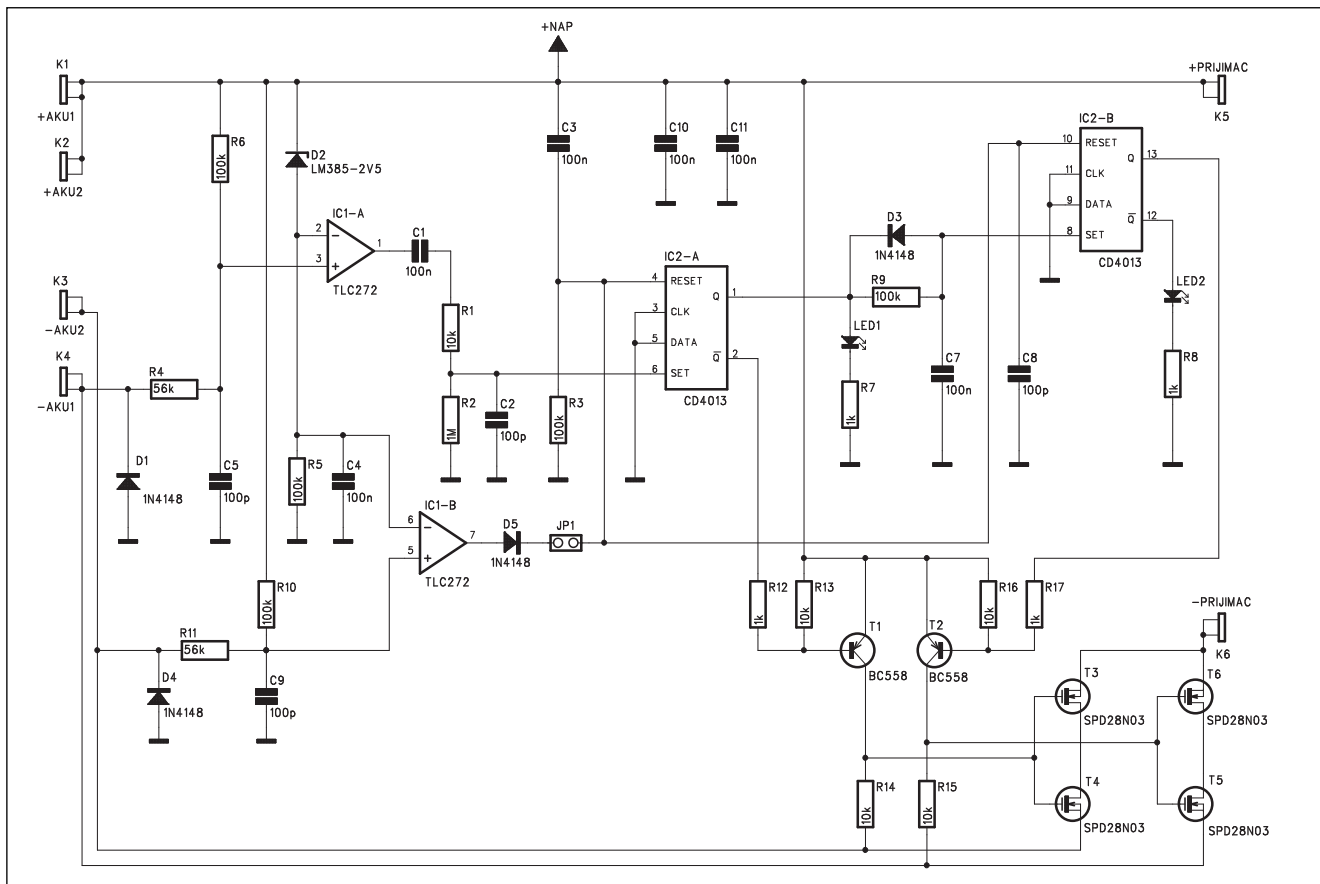 +NAP
K1
+AKU1
K2
+AKU2
K3
-AKU2
K4
-AKU1
+PRIJIMAC
K5
-PRIJIMAC
K6
R6
100k
D2
LM385-2V5
C3
100n
C10
100n
C11
100n
IC2-B
10
RESET
Q
13
11
CLK
9
DATA
Q
12
8
SET
CD4013
IC1-A
2
-
3
+
1
TLC272
C1
100n
R1
10k
R2
1M
C2
100p
R3
100k
IC2-A
4
RESET
Q
1
3
CLK
5
DATA
Q
2
6
SET
CD4013
D3
1N4148
R9
100k
LED1
R7
1k
C7
100n
C8
100p
LED2
R8
1k
R4
56k
D1
1N4148
C5
100p
R5
100k
C4
100n
IC1-B
6
-
5
+
7
TLC272
D5
1N4148
JP1
R10
100k
R11
56k
D4
1N4148
C9
100p
R12
1k
R13
10k
T1
BC558
T2
BC558
R16
10k
R17
1k
T3
SPD28N03
T6
SPD28N03
R14
10k
R15
10k
T4
SPD28N03
T5
SPD28N03